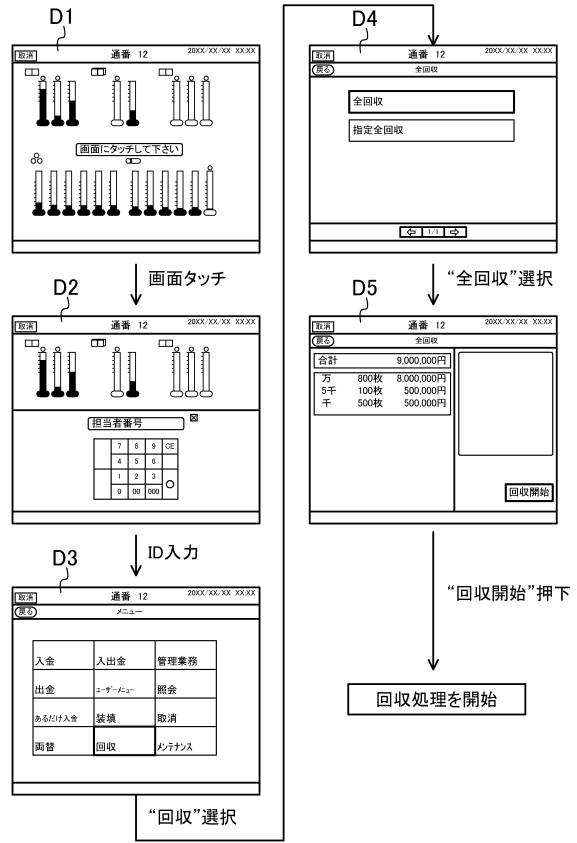 D1
取消 通番 12 20XX/XX/XX XX:XX
画面にタッチして下さい
画面タッチ
D2
取消 通番 12 20XX/XX/XX XX:XX
担当者番号
7 8 9 CE
4 5 6
1 2 3
0 00 000
ID入力
D3
取消 通番 12 20XX/XX/XX XX:XX
戻る メニュー
入金 入出金 管理業務
出金 ユーザーメニュー 照会
あるだけ入金 装填 取消
両替 回収 メンテナンス
“回収”選択
D4
取消 通番 12 20XX/XX/XX XX:XX
戻る 全回収
全回収
指定全回収
⇦ 1/1 ⇨
“全回収”選択
D5
取消 通番 12 20XX/XX/XX XX:XX
戻る 全回収
合計 9,000,000円
万 800枚 8,000,000円
5千 100枚 500,000円
千 500枚 500,000円
回収開始
“回収開始”押下
回収処理を開始